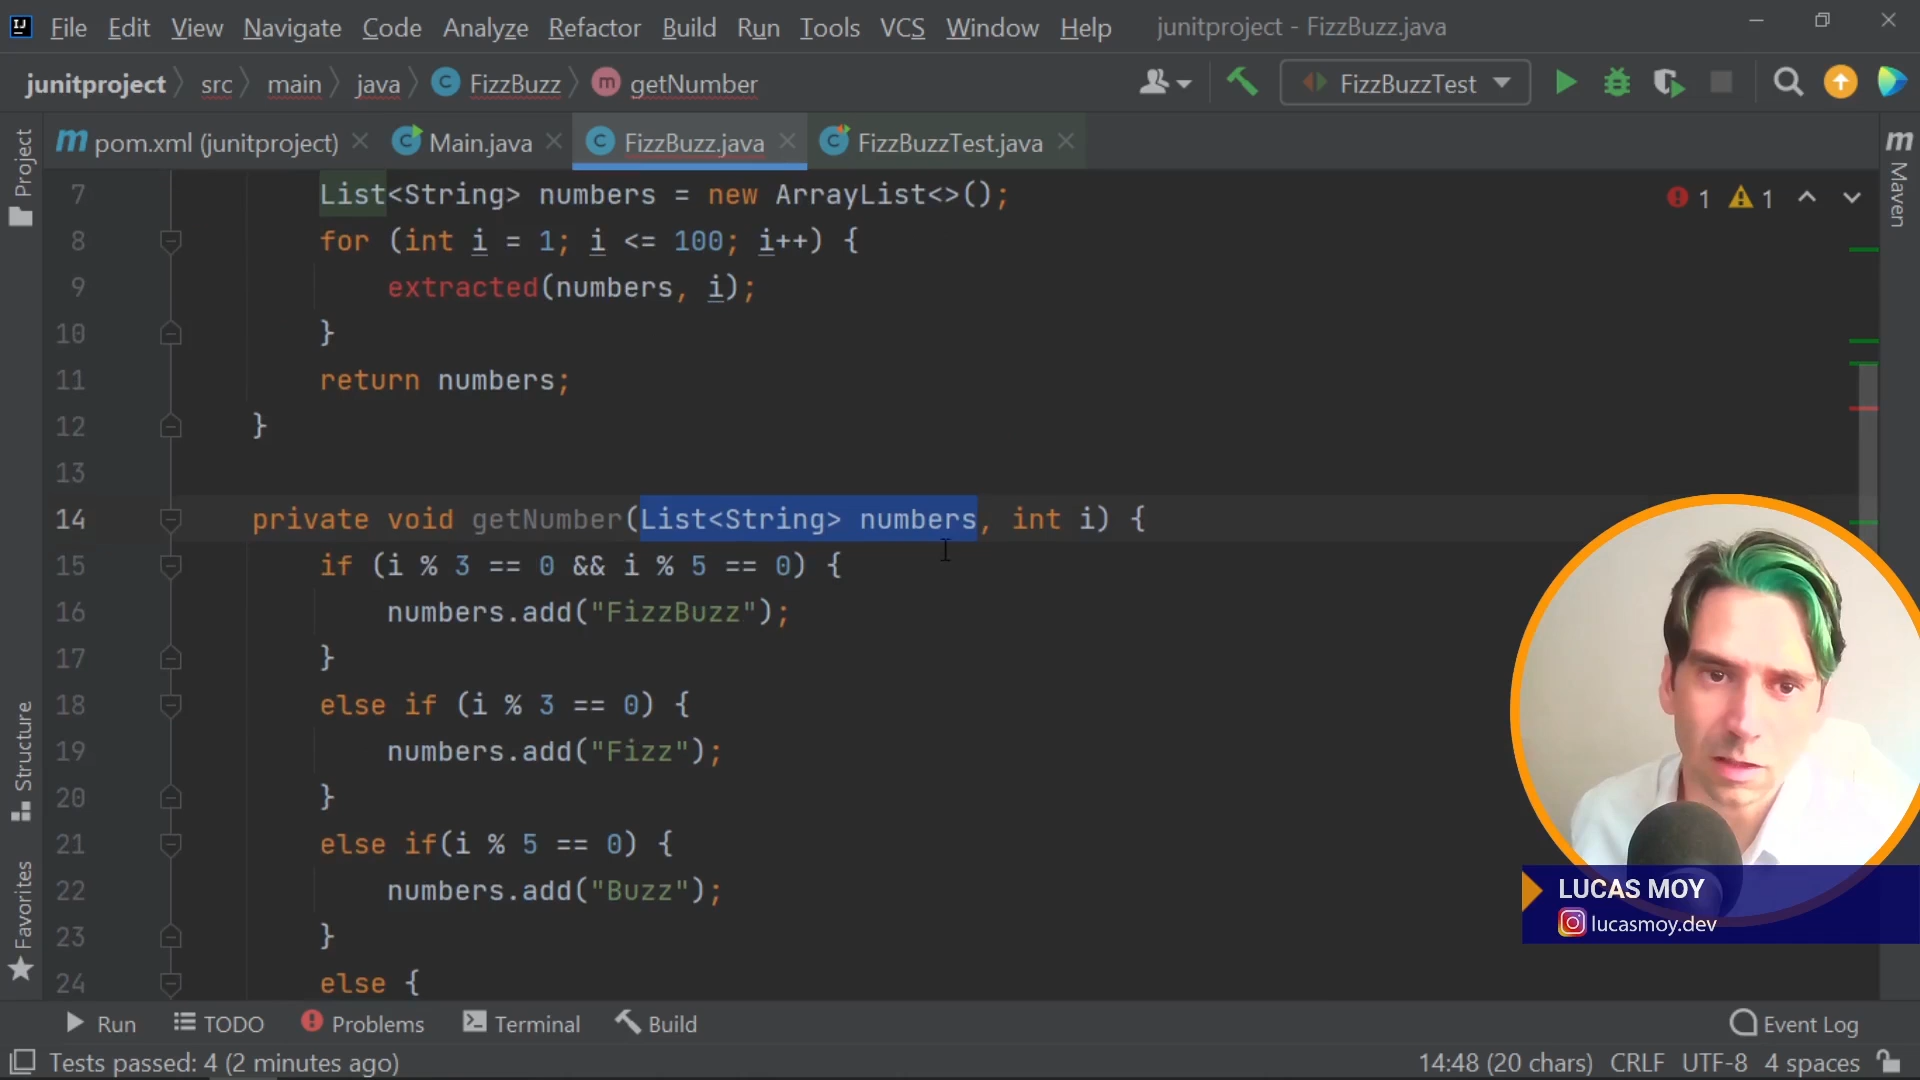 File Edit View Navigate Code Analyze Refactor Build Run Tools VCS Window Help junitproject - FizzBuzz.java
junitproject src main java FizzBuzz getNumber FizzBuzzTest
pom.xml (junitproject) Main.java FizzBuzz.java FizzBuzzTest.java
Project
Structure
Favorites
Maven
1 1
7 List<String> numbers = new ArrayList<>();
8 for (int i = 1; i <= 100; i++) {
9 extracted(numbers, i);
10 }
11 return numbers;
12 }
13
14 private void getNumber(List<String> numbers, int i) {
15 if (i % 3 == 0 && i % 5 == 0) {
16 numbers.add("FizzBuzz");
17 }
18 else if (i % 3 == 0) {
19 numbers.add("Fizz");
20 }
21 else if(i % 5 == 0) {
22 numbers.add("Buzz");
23 }
24 else {
LUCAS MOY
lucasmoy.dev
Run TODO Problems Terminal Build Event Log
Tests passed: 4 (2 minutes ago) 14:48 (20 chars) CRLF UTF-8 4 spaces